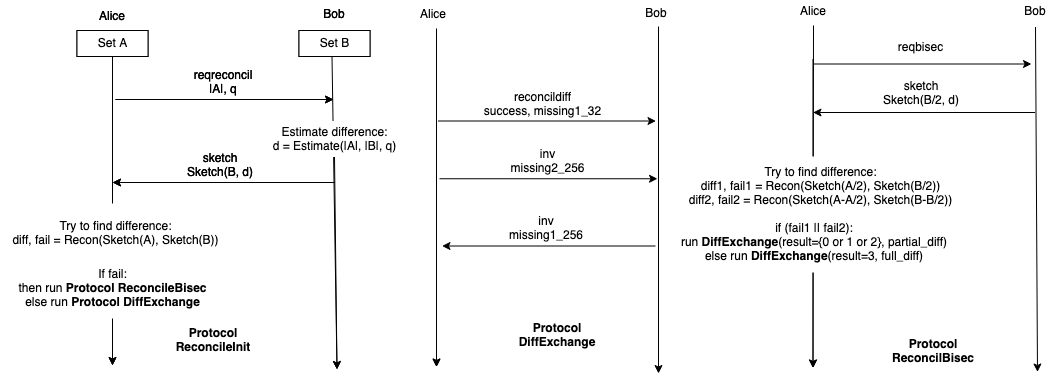 Alice
Bob
Set A
Set B
reqreconcil
|A|, q
Estimate difference:
d = Estimate(|A|, |B|, q)
sketch
Sketch(B, d)
Try to find difference:
diff, fail = Recon(Sketch(A), Sketch(B))
If fail:
then run Protocol ReconcileBisec
else run Protocol DiffExchange
Protocol
ReconcileInit
Alice
Bob
reconcildiff
success, missing1_32
inv
missing2_256
inv
missing1_256
Protocol
DiffExchange
Alice
Bob
reqbisec
sketch
Sketch(B/2, d)
Try to find difference:
diff1, fail1 = Recon(Sketch(A/2), Sketch(B/2))
diff2, fail2 = Recon(Sketch(A-A/2), Sketch(B-B/2))
if (fail1 || fail2):
run DiffExchange(result={0 or 1 or 2}, partial_diff)
else run DiffExchange(result=3, full_diff)
Protocol
ReconcilBisec